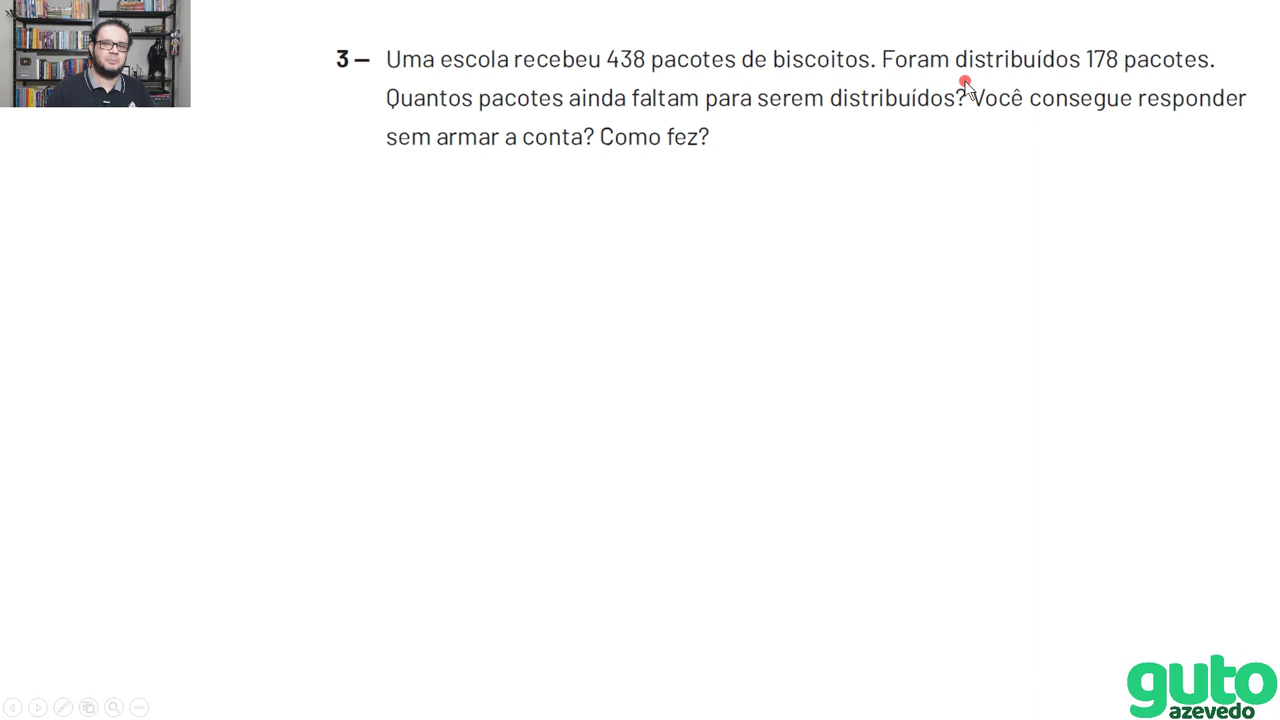 3 — Uma escola recebeu 438 pacotes de biscoitos. Foram distribuídos 178 pacotes.
Quantos pacotes ainda faltam para serem distribuídos? Você consegue responder
sem armar a conta? Como fez?
guto
azevedo